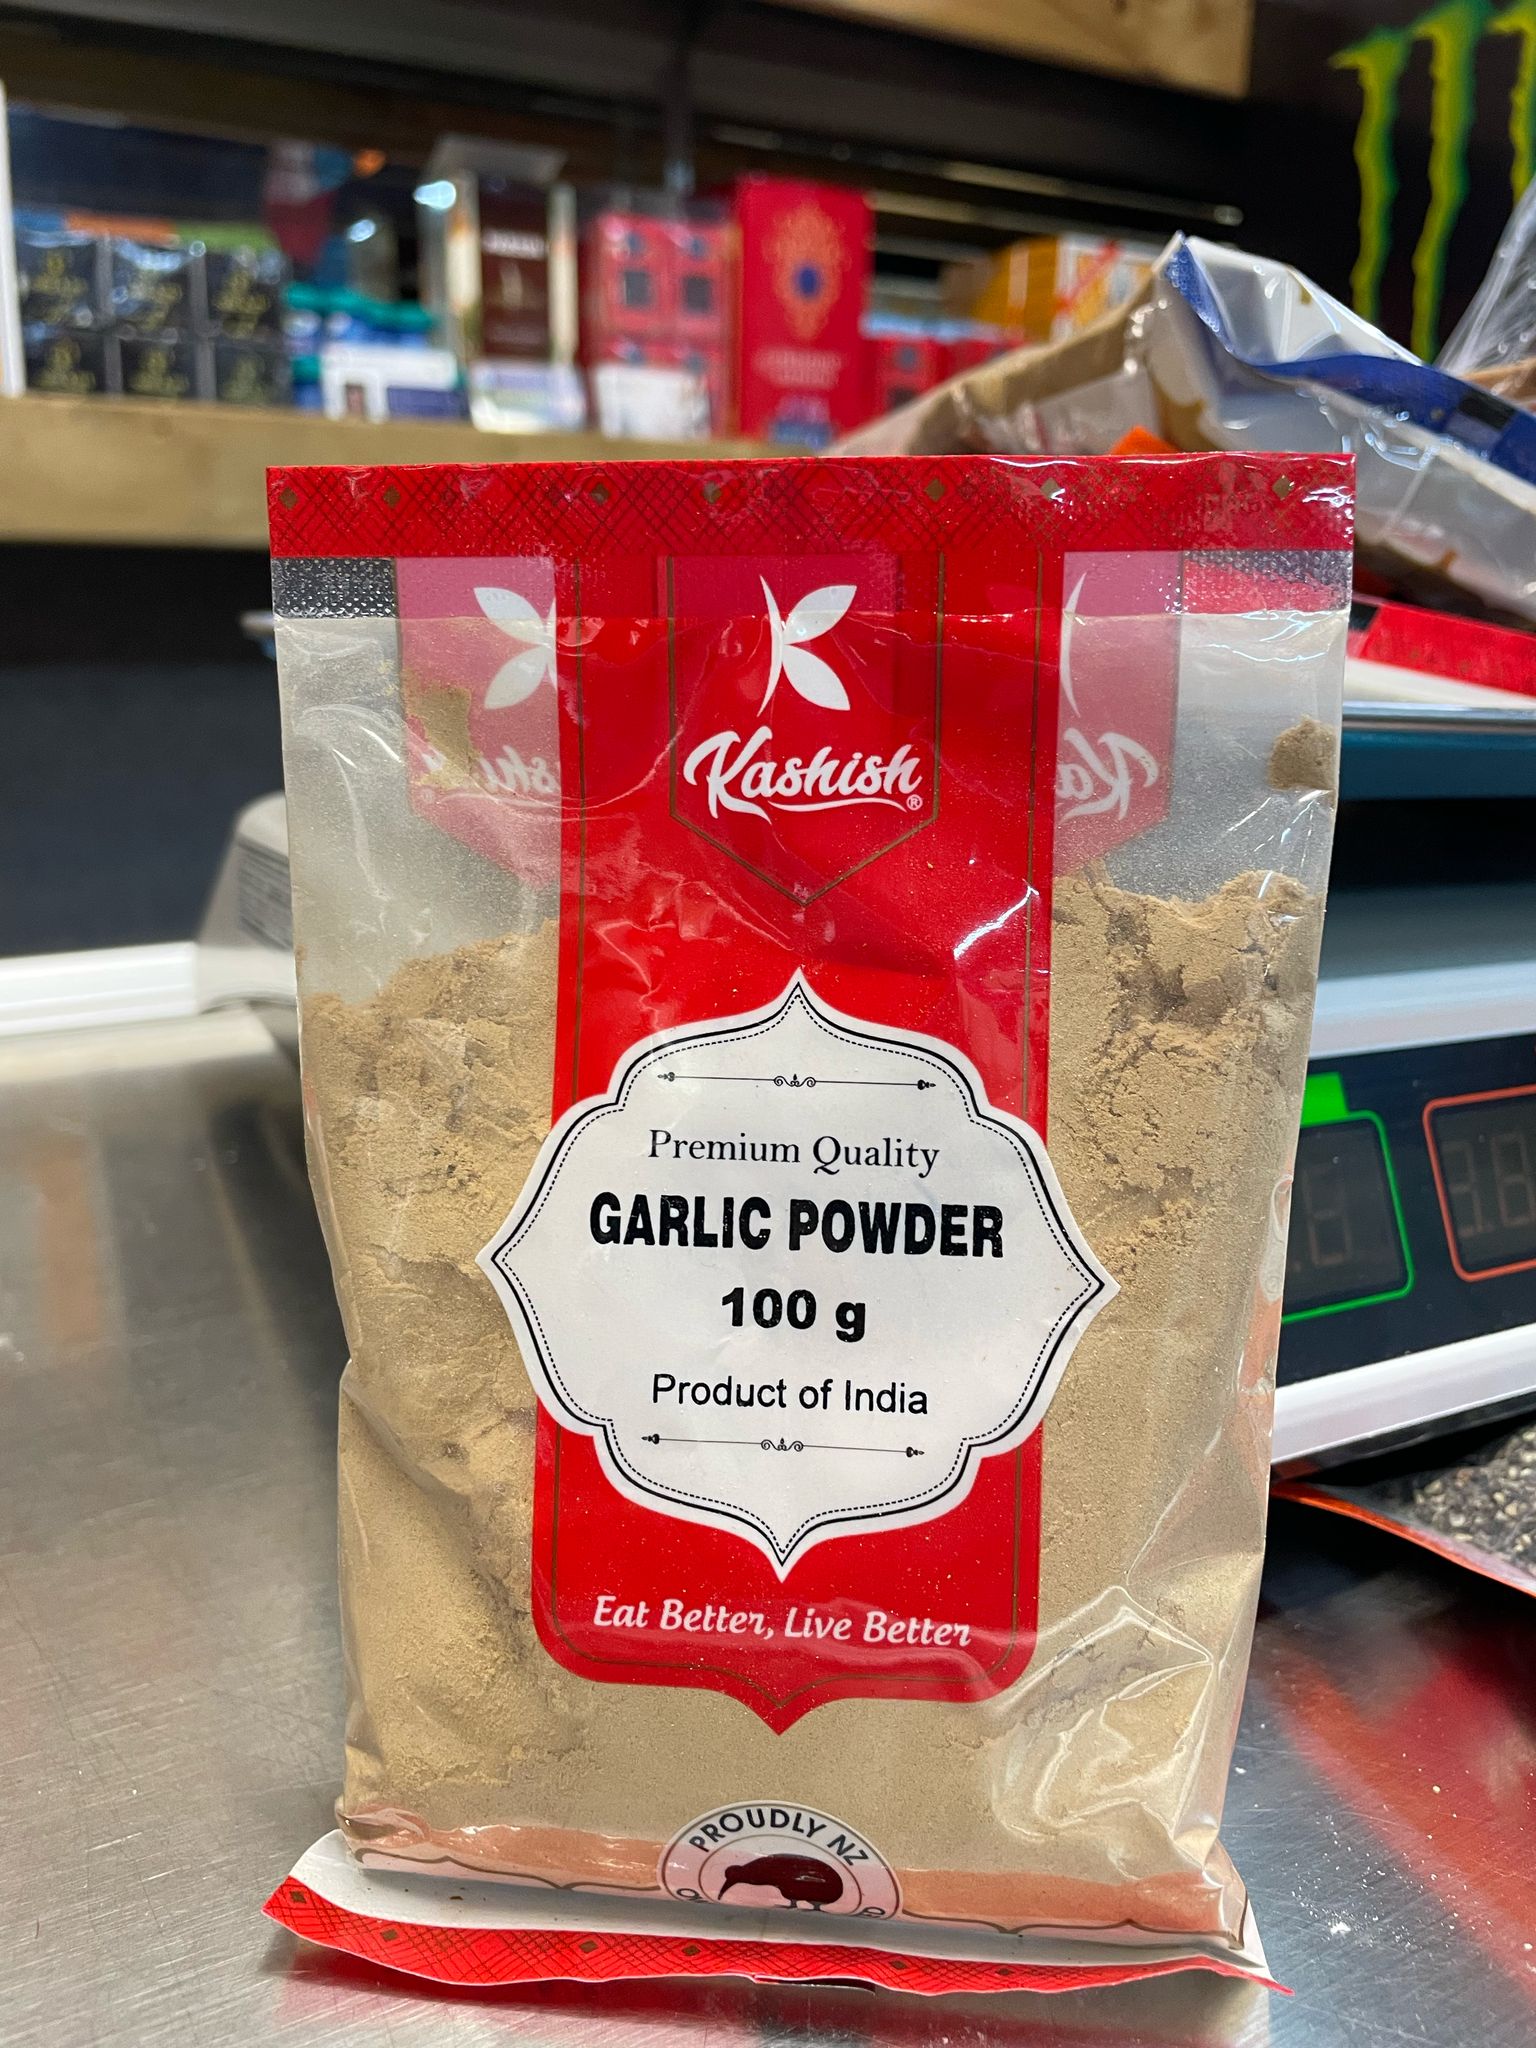 Kashish®
Premium Quality
GARLIC POWDER
100 g
Product of India
Eat Better, Live Better
PROUDLY NZ